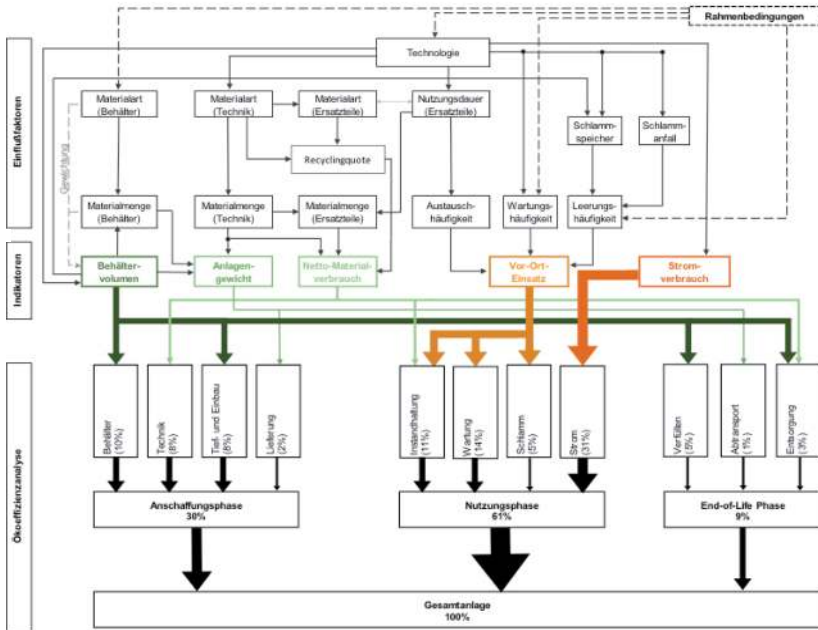 Rahmenbedingungen
Einflußfaktoren
Technologie
Materialart
(Behälter)
Materialart
(Technik)
Materialart
(Ersatzteile)
Nutzungsdauer
(Ersatzteile)
Schlamm-
speicher
Schlamm-
anfall
Gewichtung
Recyclingquote
Materialmenge
(Behälter)
Materialmenge
(Technik)
Materialmenge
(Ersatzteile)
Austausch-
häufigkeit
Wartungs-
häufigkeit
Leerungs-
häufigkeit
Indikatoren
Behälter-
volumen
Anlagen-
gewicht
Netto-Material-
verbrauch
Vor-Ort-
Einsatz
Strom-
verbrauch
Ökoeffizienzanalyse
Behälter
(10%)
Technik
(8%)
Tief- und Einbau
(8%)
Lieferung
(2%)
Instandhaltung
(11%)
Wartung
(14%)
Schlamm
(5%)
Strom
(31%)
Verfüllen
(5%)
Abtransport
(1%)
Entsorgung
(3%)
Anschaffungsphase
30%
Nutzungsphase
61%
End-of-Life Phase
9%
Gesamtanlage
100%